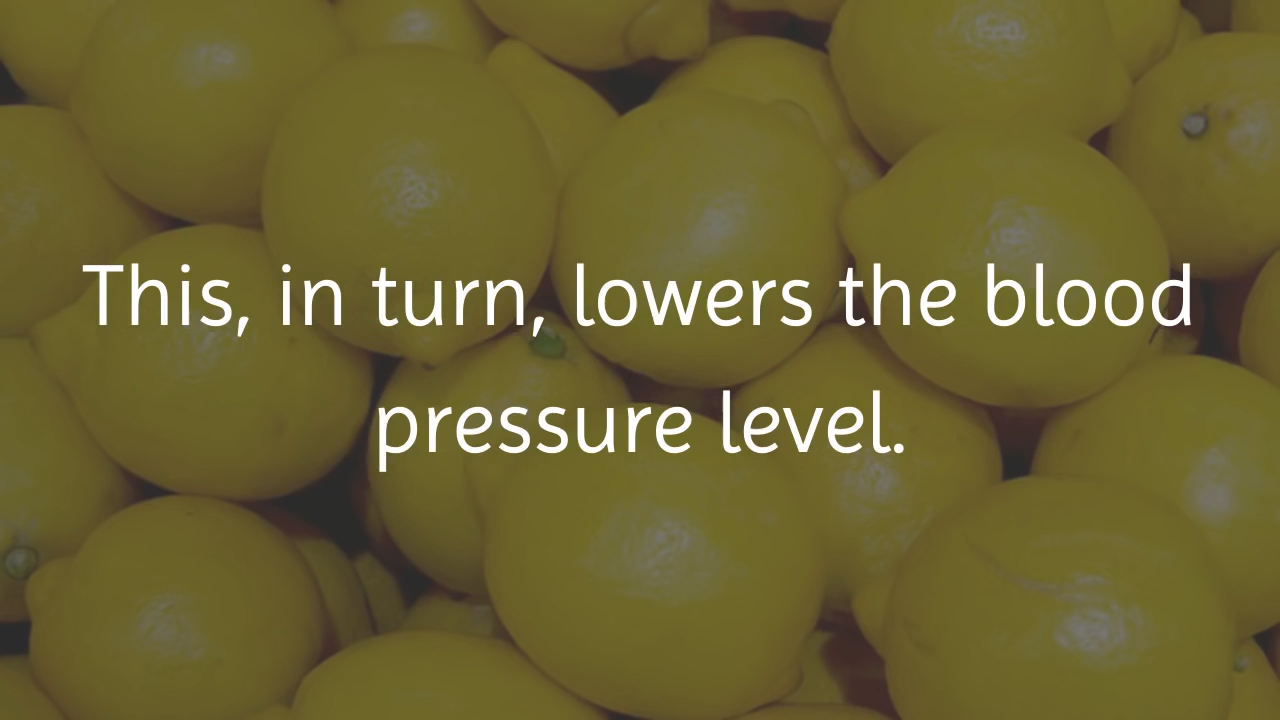 This, in turn, lowers the blood
pressure level.